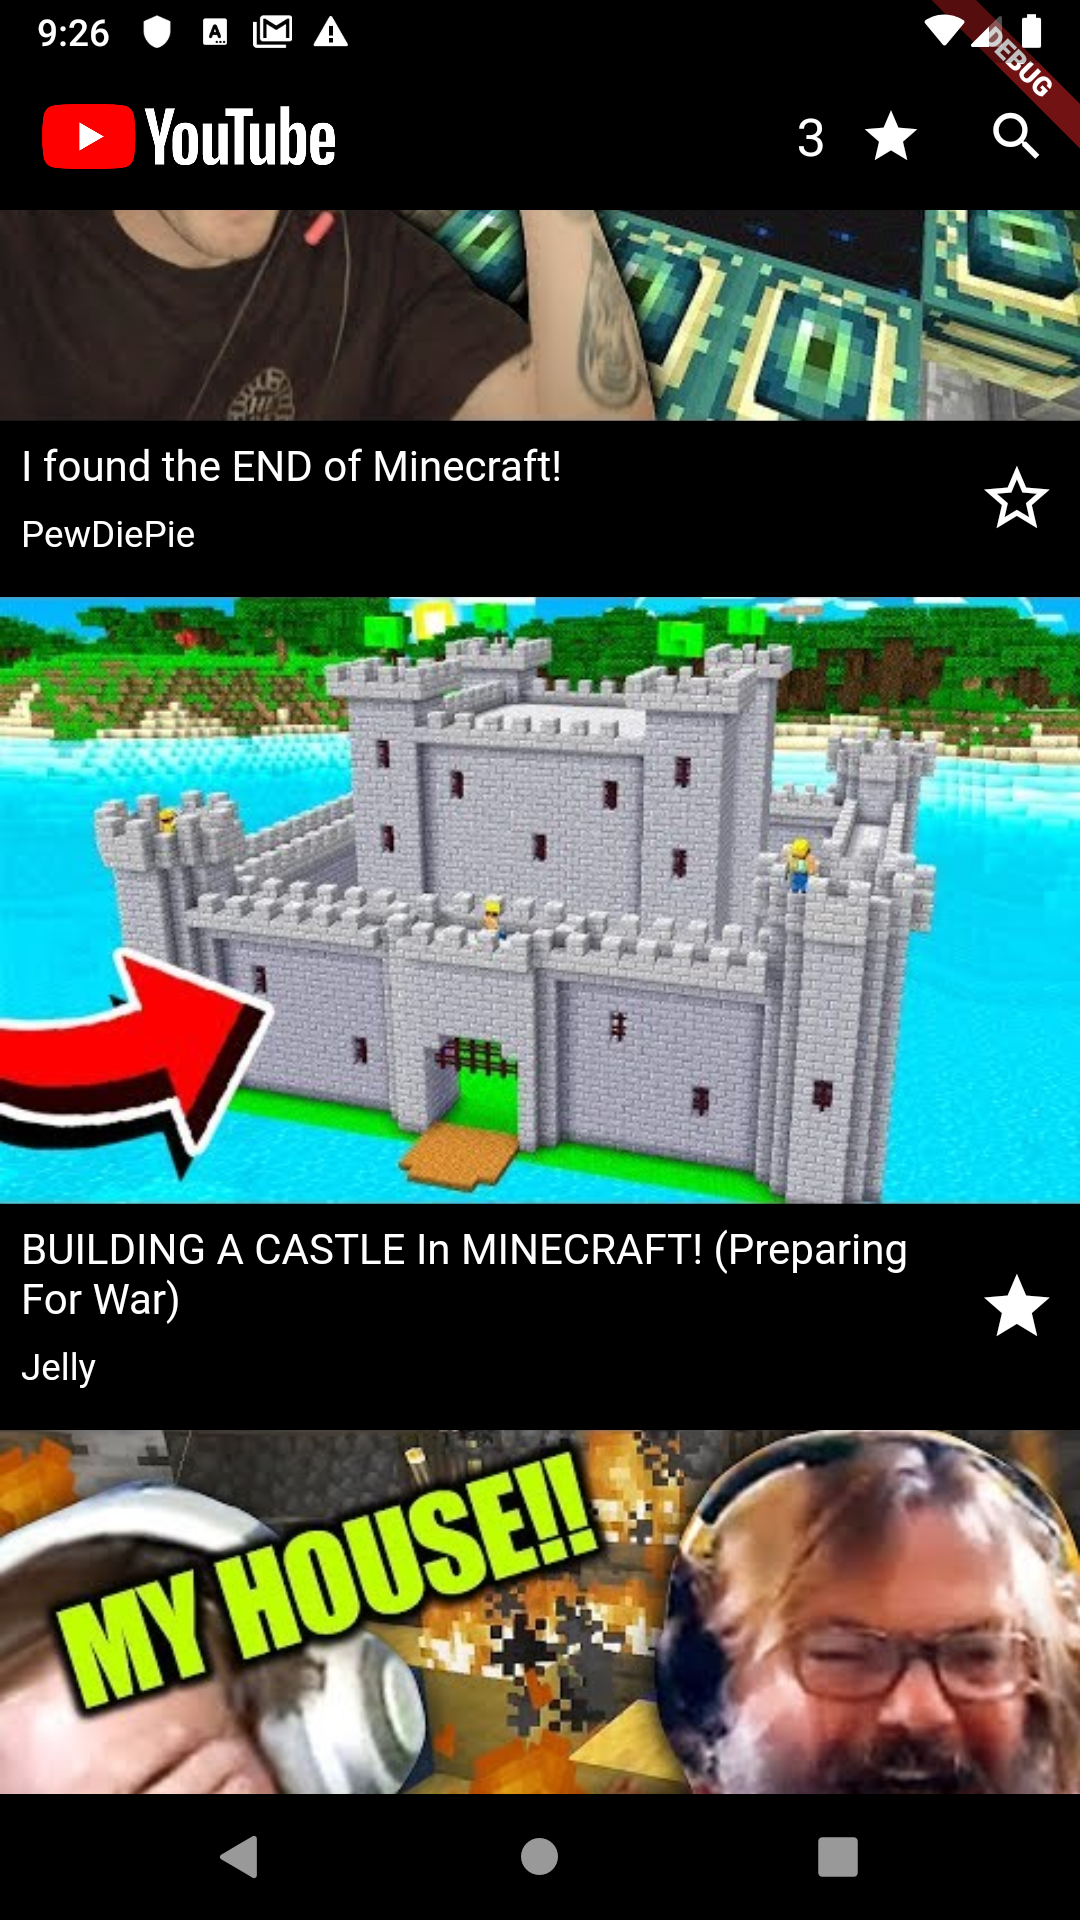 9:26
DEBUG
YouTube
3
I found the END of Minecraft!
PewDiePie
BUILDING A CASTLE In MINECRAFT! (Preparing
For War)
Jelly
MY HOUSE!!